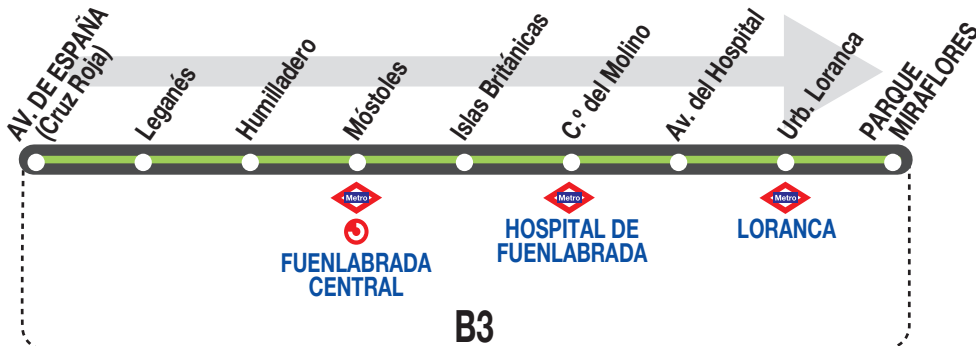 AV. DE ESPAÑA
(Cruz Roja)
Leganés
Humilladero
Móstoles
Islas Británicas
C.º del Molino
Av. del Hospital
Urb. Loranca
PARQUE
MIRAFLORES
Metro
Metro
Metro
FUENLABRADA
CENTRAL
HOSPITAL DE
FUENLABRADA
LORANCA
B3